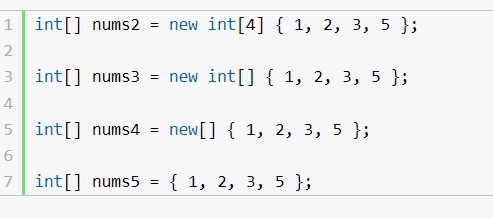 1 int[] nums2 = new int[4] { 1, 2, 3, 5 };
2
3 int[] nums3 = new int[] { 1, 2, 3, 5 };
4
5 int[] nums4 = new[] { 1, 2, 3, 5 };
6
7 int[] nums5 = { 1, 2, 3, 5 };